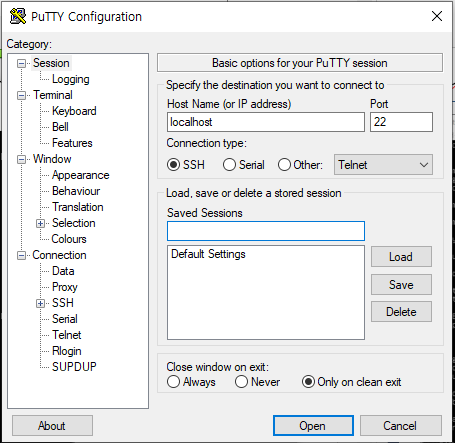 PuTTY Configuration
Category:
Session
Logging
Terminal
Keyboard
Bell
Features
Window
Appearance
Behaviour
Translation
Selection
Colours
Connection
Data
Proxy
SSH
Serial
Telnet
Rlogin
SUPDUP
Basic options for your PuTTY session
Specify the destination you want to connect to
Host Name (or IP address) Port
localhost 22
Connection type:
SSH Serial Other: Telnet
Load, save or delete a stored session
Saved Sessions
Default Settings
Load
Save
Delete
Close window on exit:
Always Never Only on clean exit
About Open Cancel